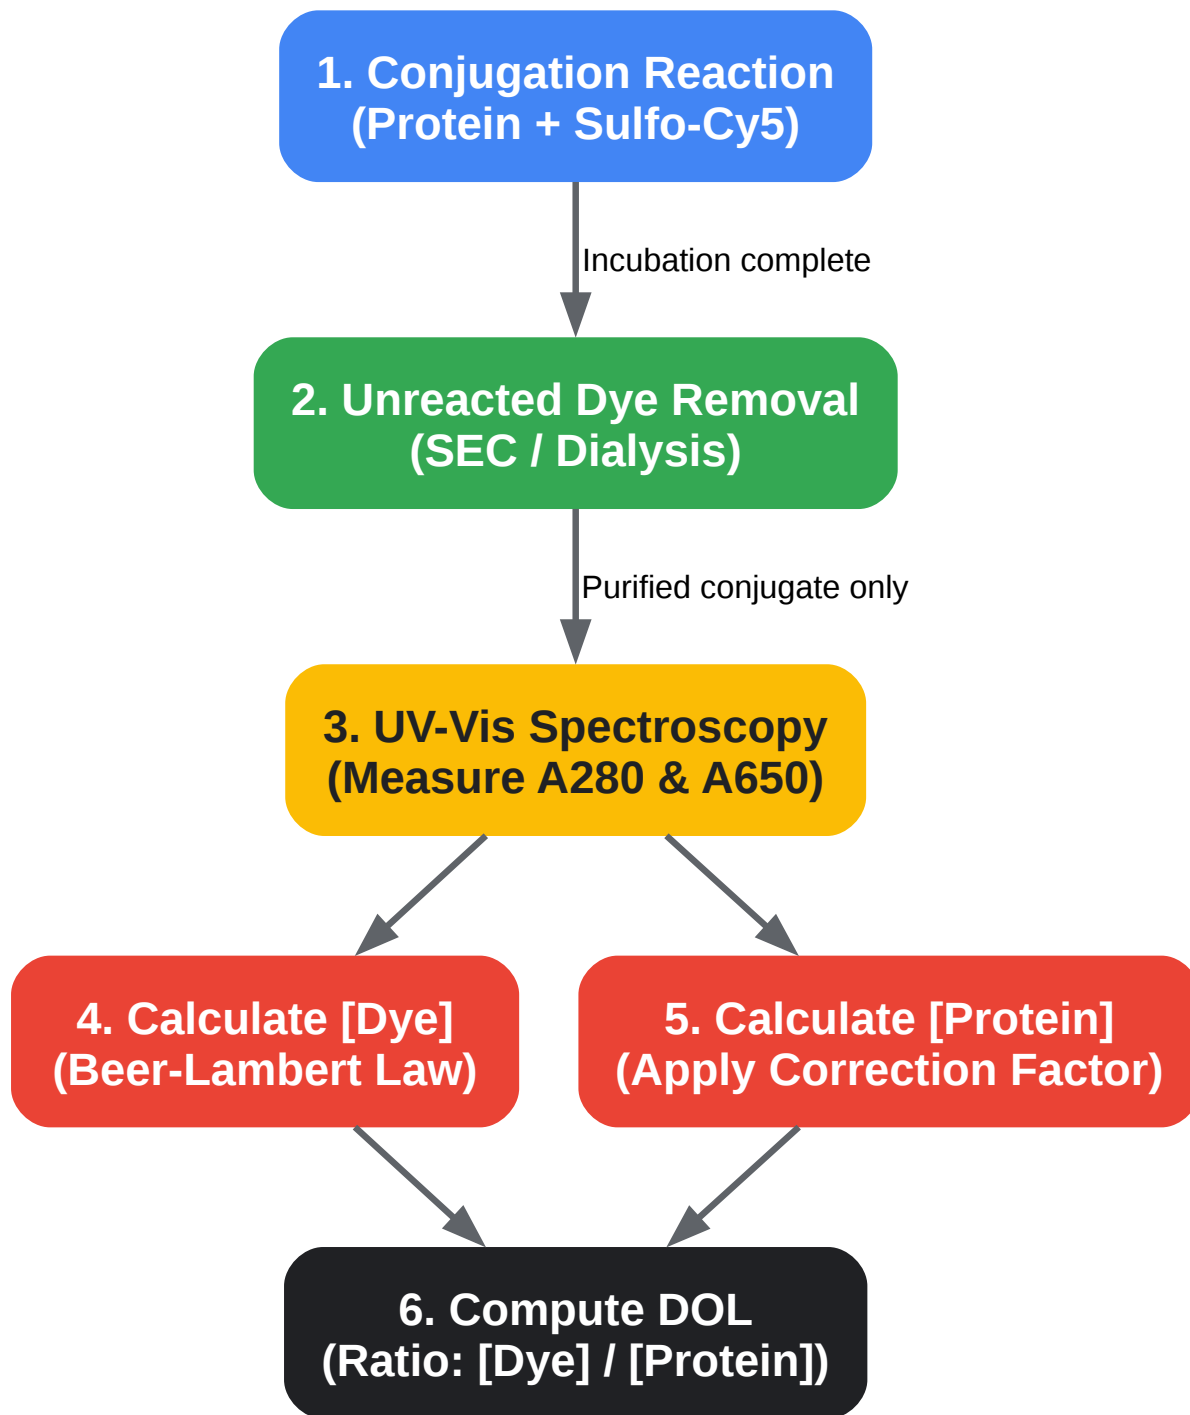 1. Conjugation Reaction
(Protein + Sulfo-Cy5)
Incubation complete
2. Unreacted Dye Removal
(SEC / Dialysis)
Purified conjugate only
3. UV-Vis Spectroscopy
(Measure A280 & A650)
4. Calculate [Dye]
(Beer-Lambert Law)
5. Calculate [Protein]
(Apply Correction Factor)
6. Compute DOL
(Ratio: [Dye] / [Protein])